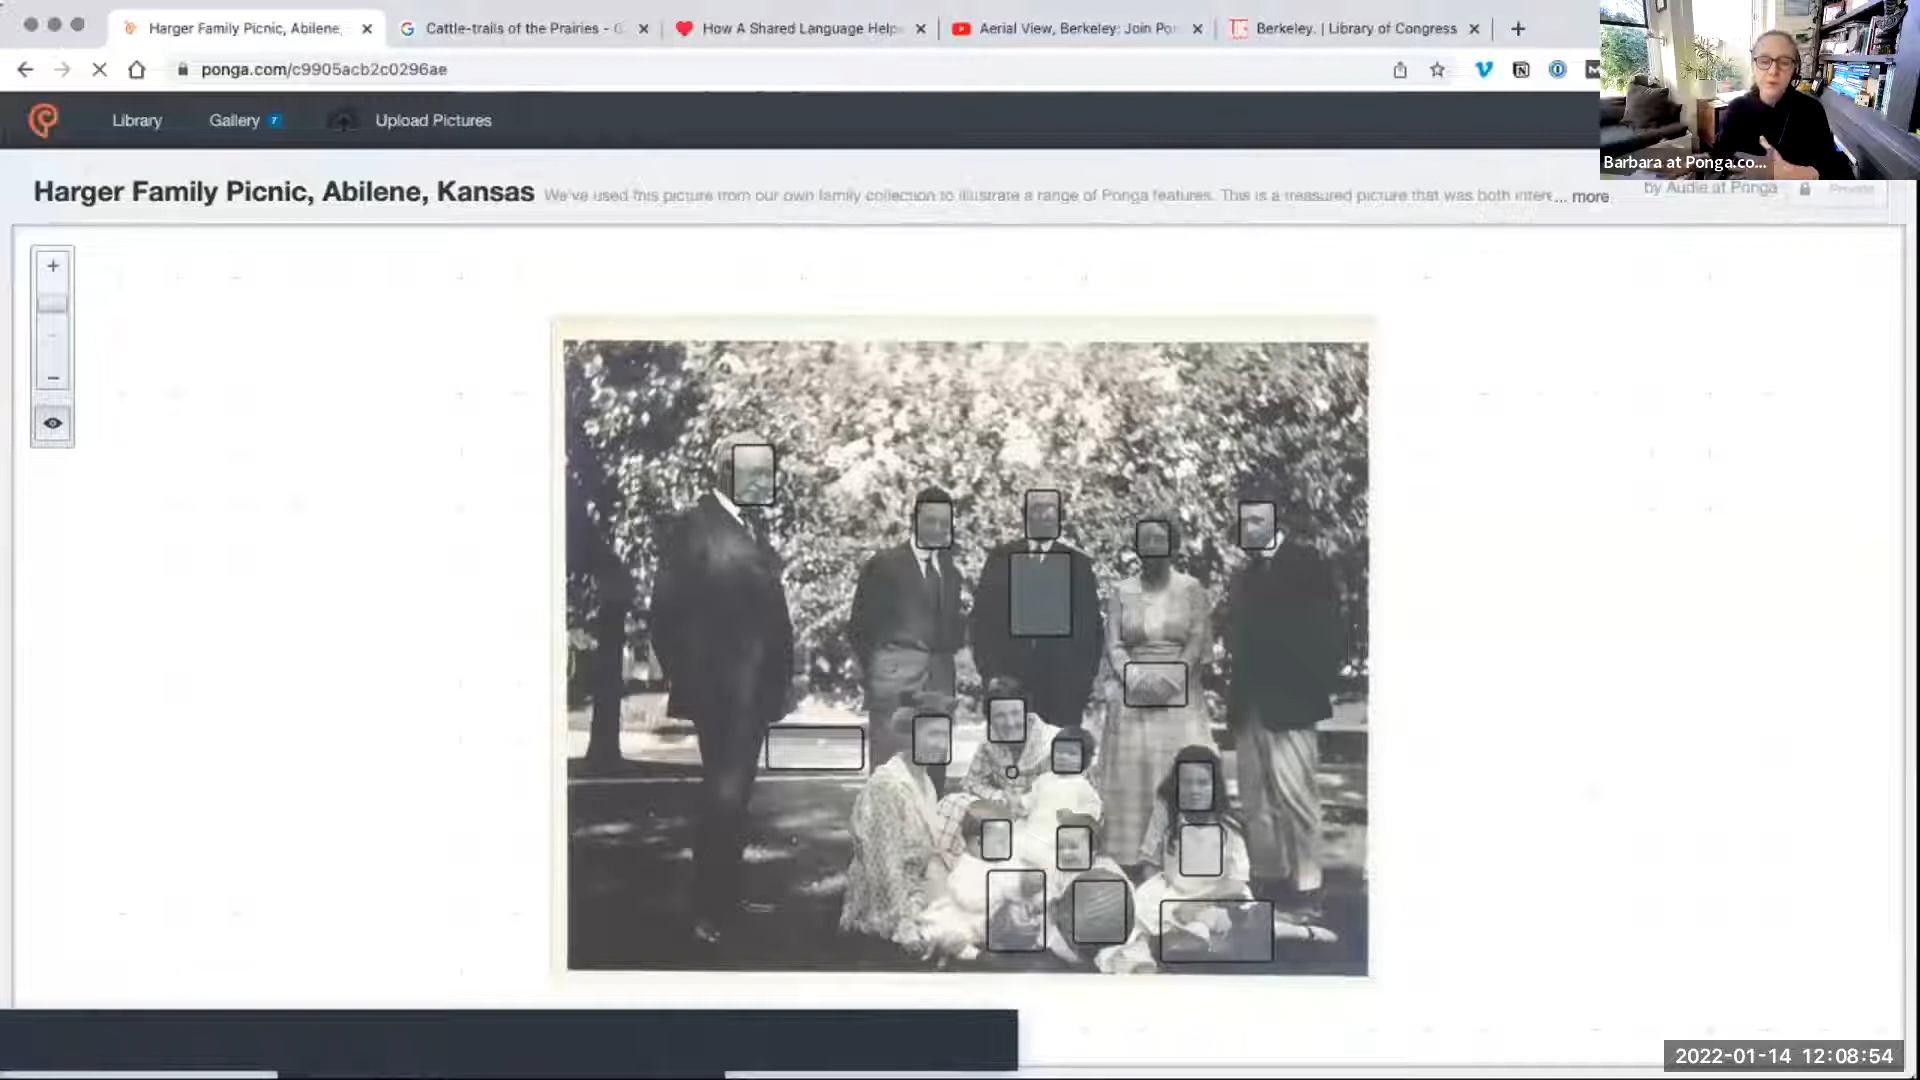 Harger Family Picnic, Abilene,
Cattle-trails of the Prairies - G
How A Shared Language Help
Aerial View, Berkeley: Join Po
Berkeley. | Library of Congress
ponga.com/c9905acb2c0296ae
Library
Gallery 7
Upload Pictures
Barbara at Ponga.co...
Harger Family Picnic, Abilene, Kansas
We've used this picture from our own family collection to illustrate a range of Ponga features. This is a treasured picture that was both intere... more
by Audie at Ponga
Private
2022-01-14 12:08:54